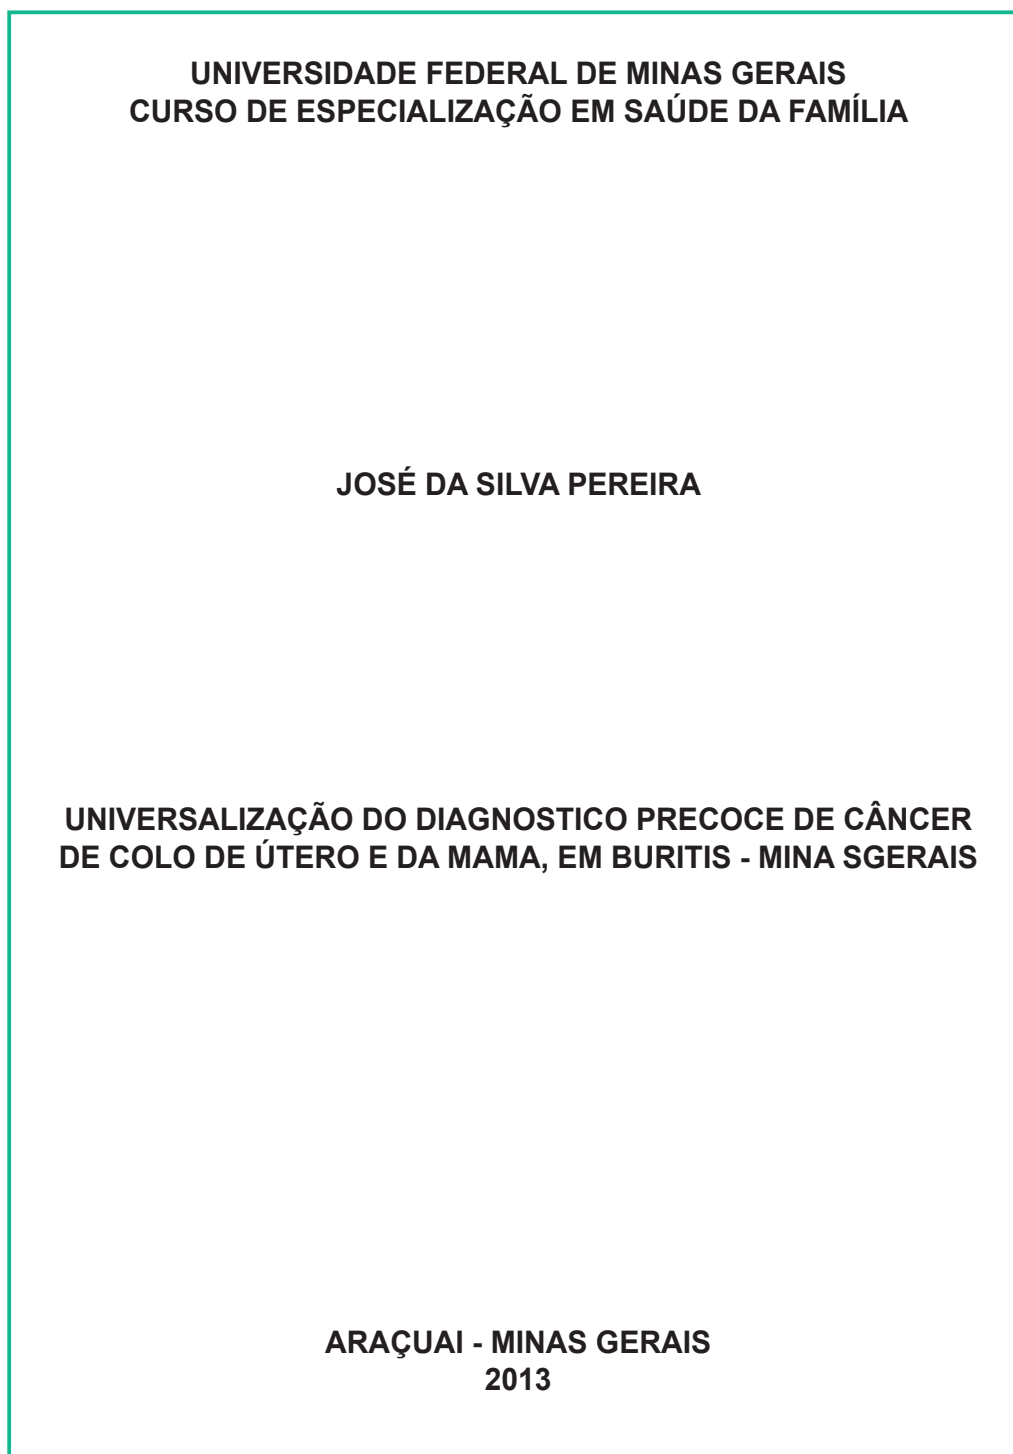 UNIVERSIDADE FEDERAL DE MINAS GERAIS
CURSO DE ESPECIALIZAÇÃO EM SAÚDE DA FAMÍLIA
JOSÉ DA SILVA PEREIRA
UNIVERSALIZAÇÃO DO DIAGNOSTICO PRECOCE DE CÂNCER
DE COLO DE ÚTERO E DA MAMA, EM BURITIS - MINA SGERAIS
ARAÇUAI - MINAS GERAIS
2013